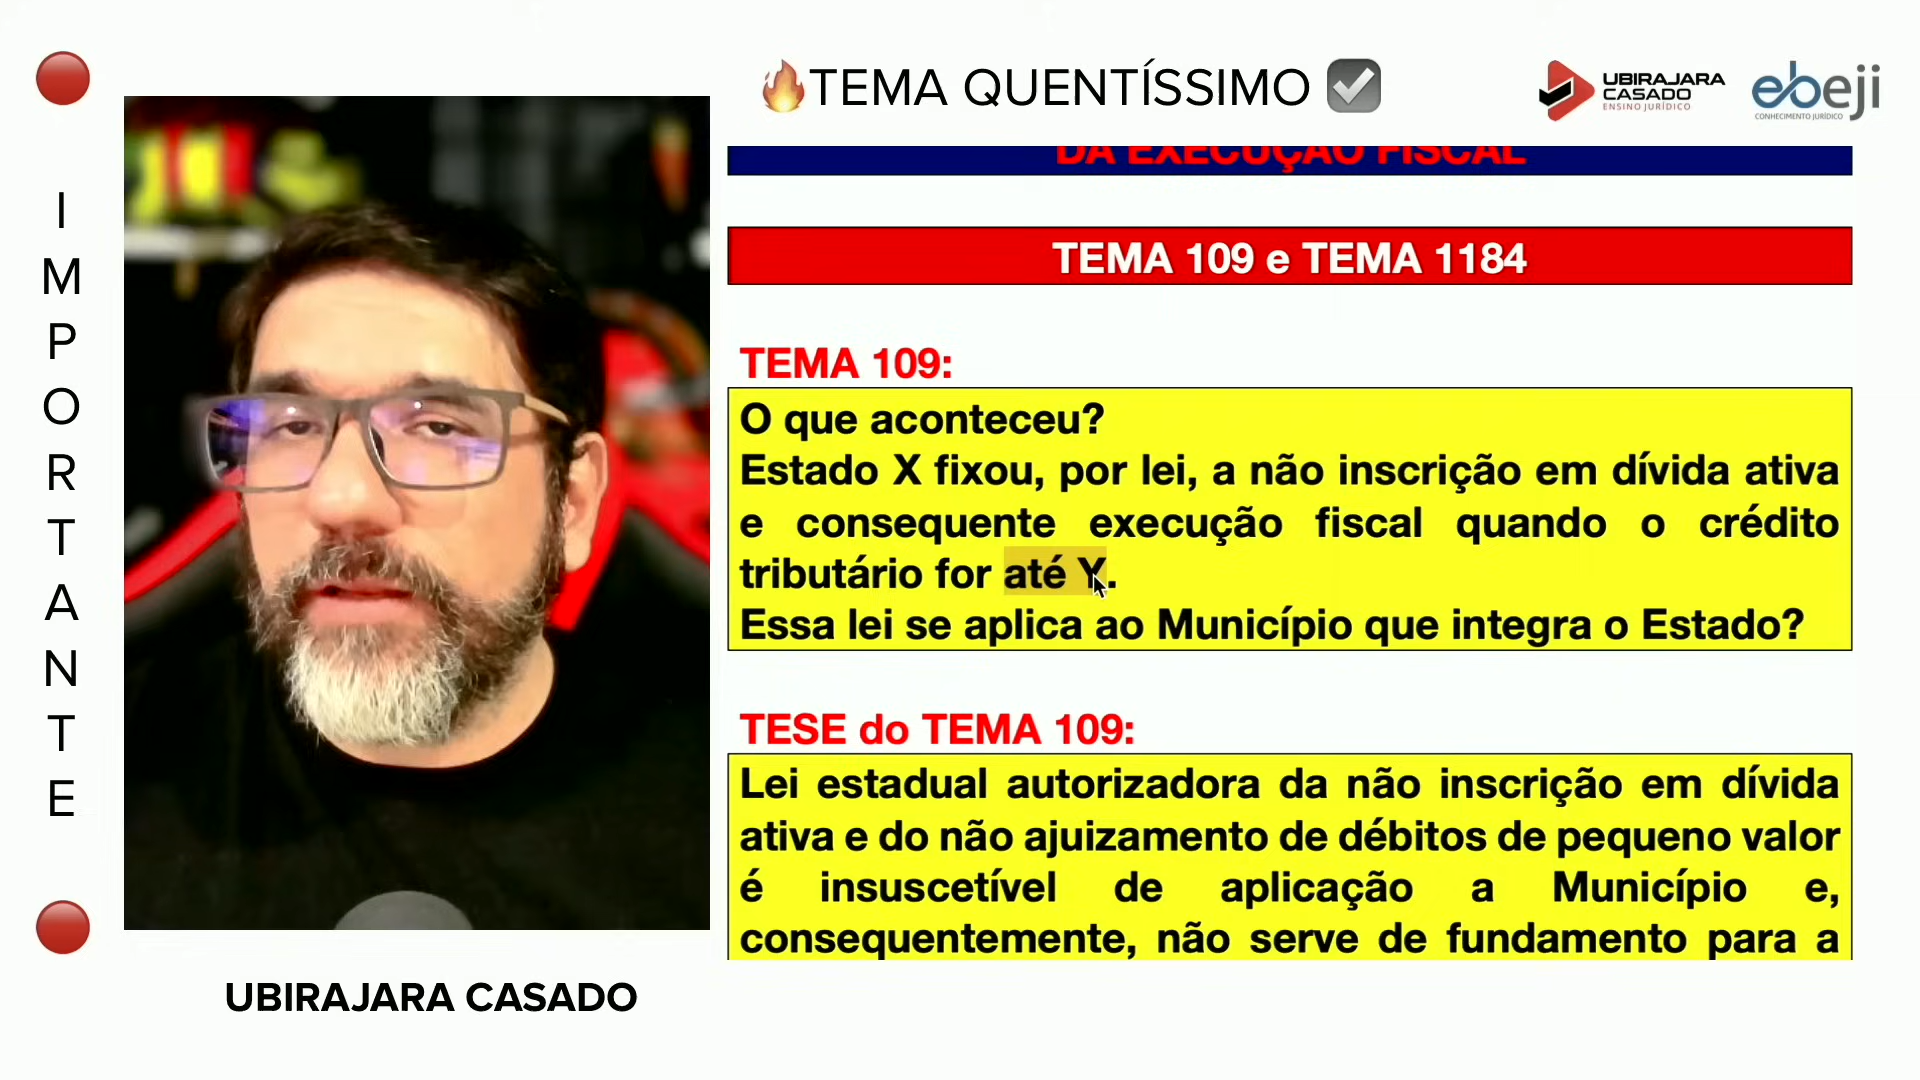 TEMA QUENTÍSSIMO
UBIRAJARA
CASADO
ENSINO JURÍDICO
ebeji
CONHECIMENTO JURÍDICO
IMPORTANTE
DA EXECUÇÃO FISCAL
TEMA 109 e TEMA 1184
TEMA 109:
O que aconteceu?
Estado X fixou, por lei, a não inscrição em dívida ativa
e consequente execução fiscal quando o crédito
tributário for até Y.
Essa lei se aplica ao Município que integra o Estado?
TESE do TEMA 109:
Lei estadual autorizadora da não inscrição em dívida
ativa e do não ajuizamento de débitos de pequeno valor
é insuscetível de aplicação a Município e,
consequentemente, não serve de fundamento para a
UBIRAJARA CASADO